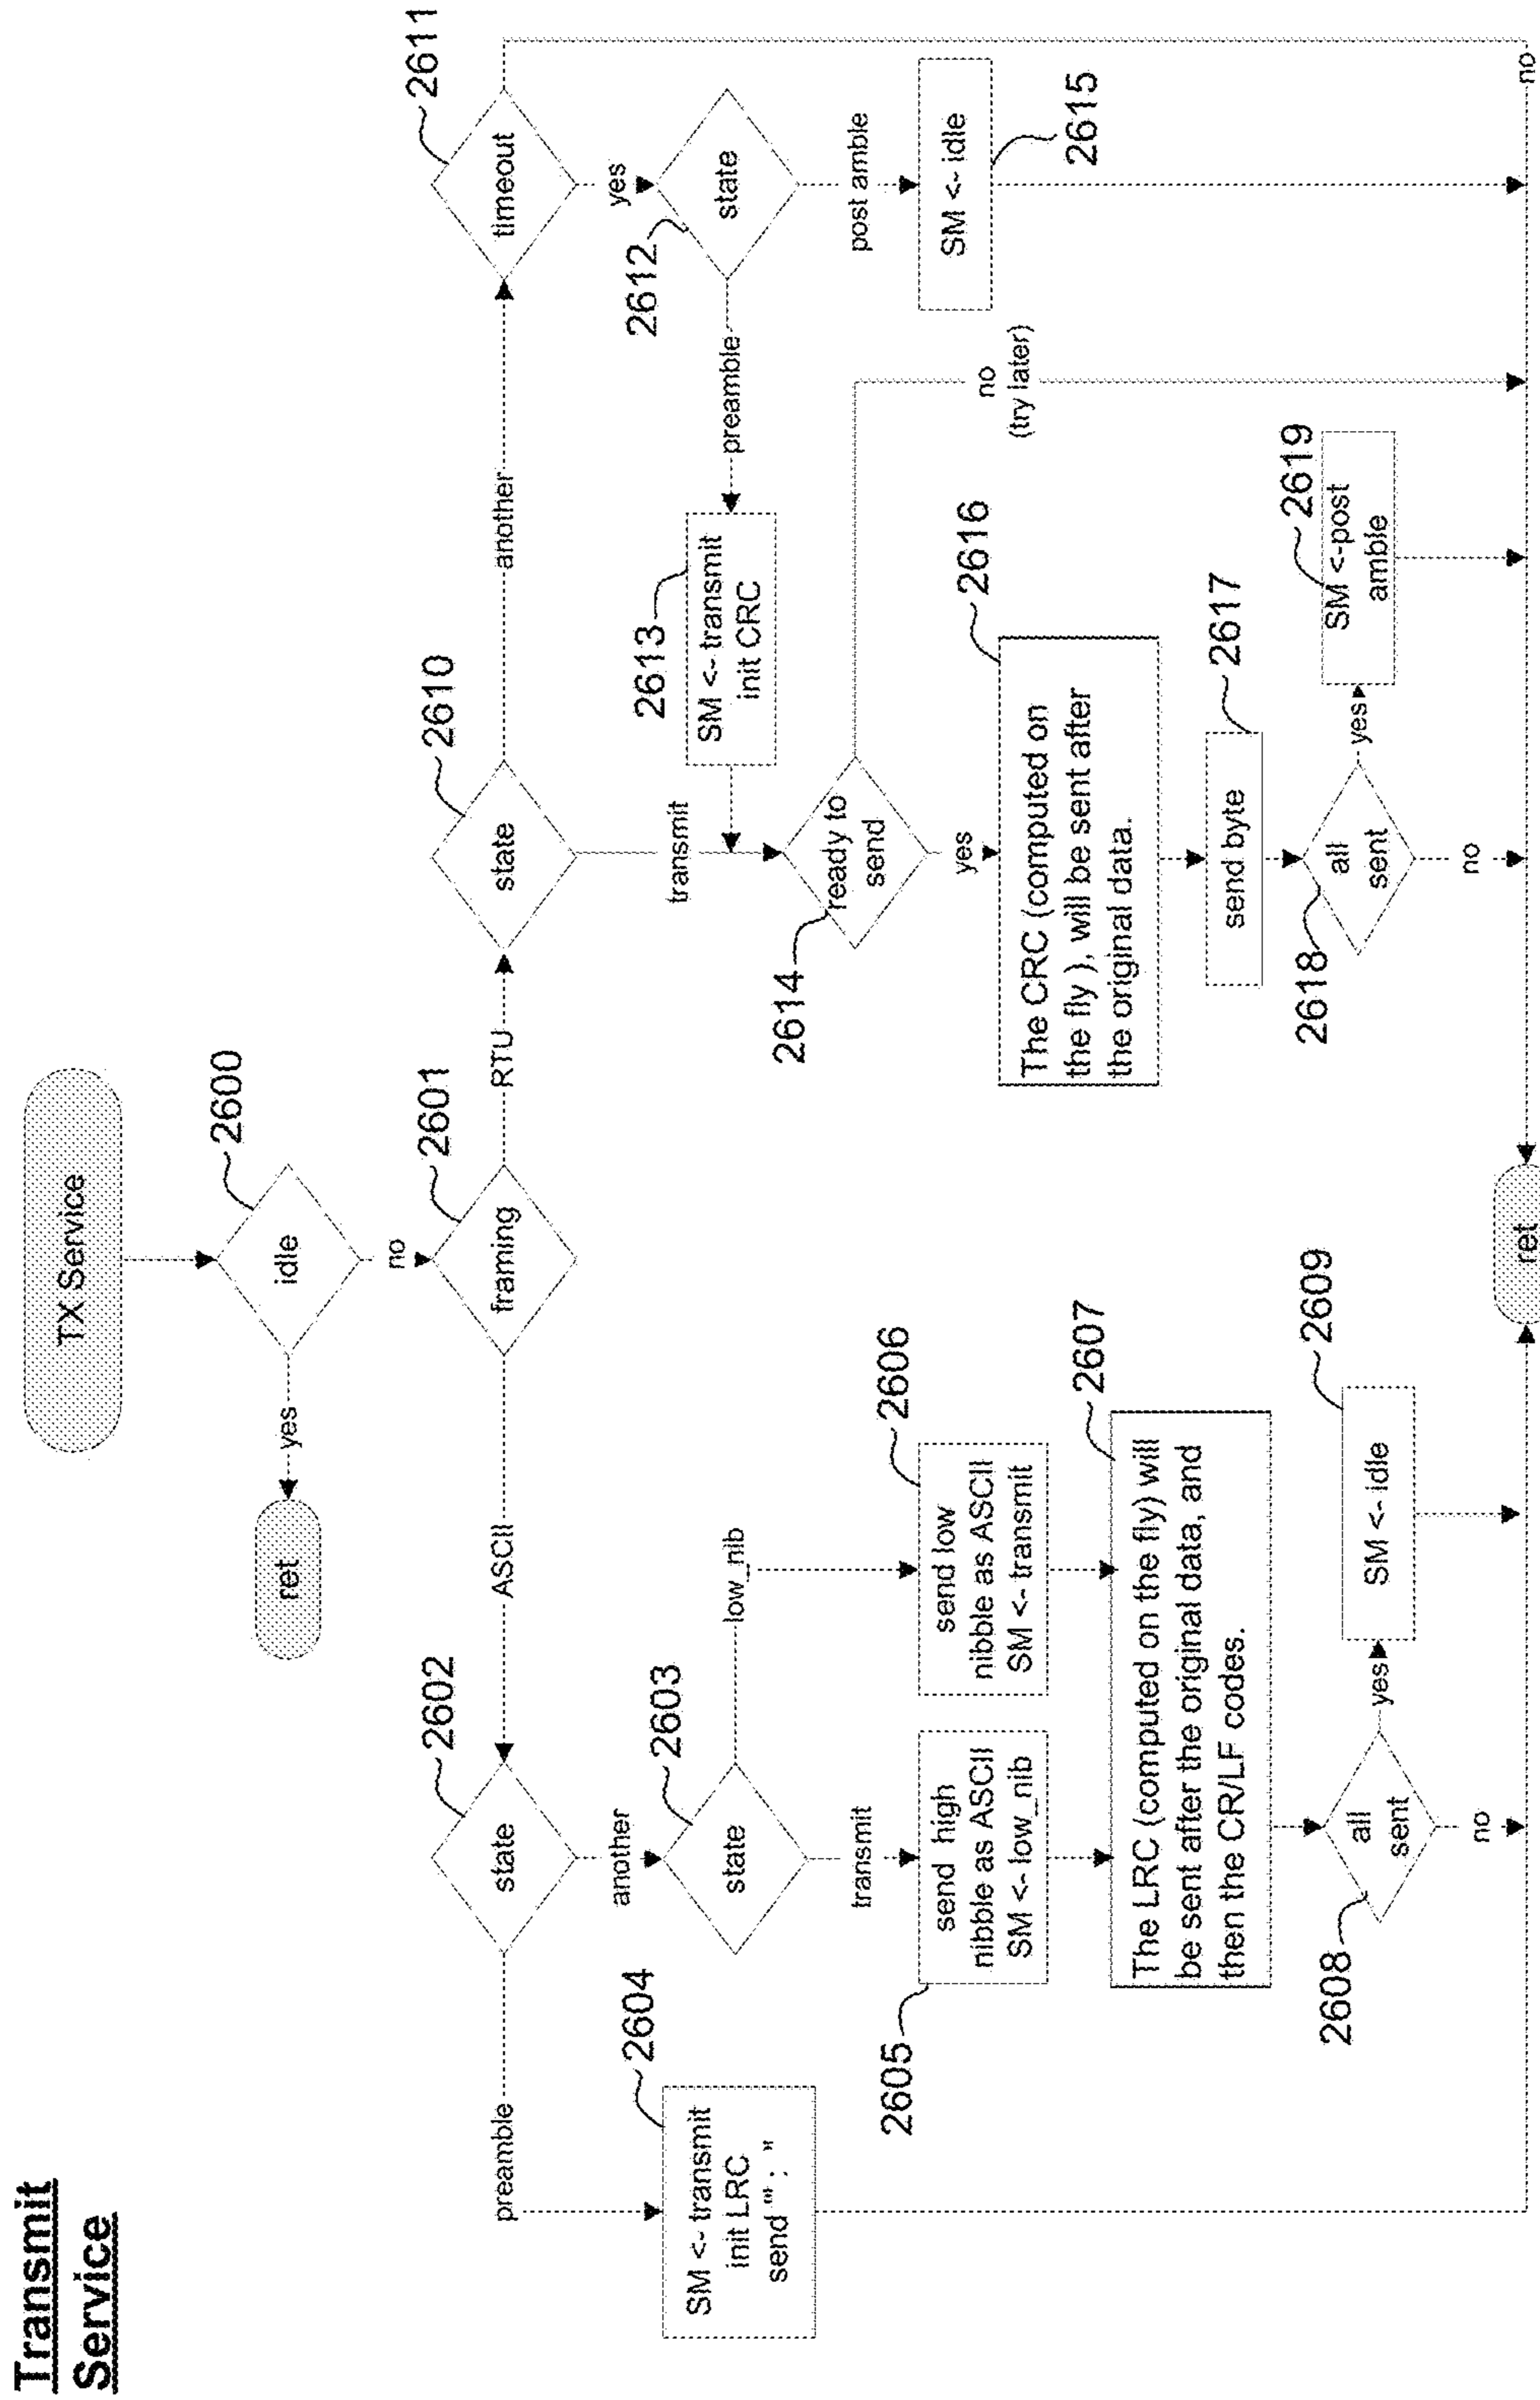 Transmit
Service
TX Service
2600
idle
yes
ret
no
2601
framing
ASCII
RTU
2602
state
preamble
another
2604
SM <- transmit
init LRC
send ":"
2603
state
low_nib
transmit
2605
send high
nibble as ASCII
SM <- low_nib
2606
send low
nibble as ASCII
SM <- transmit
2607
The LRC (computed on the fly) will
be sent after the original data, and
then the CR/LF codes.
2608
all
sent
yes
no
2609
SM <- idle
2610
state
another
transmit
2611
timeout
yes
no
2612
state
preamble
post amble
2613
SM <- transmit
init CRC
2615
SM <- idle
2614
ready to
send
no
(try later)
yes
2616
The CRC (computed on
the fly ), will be sent after
the original data.
2617
send byte
2618
all
sent
yes
no
2619
SM <-post
amble
ret